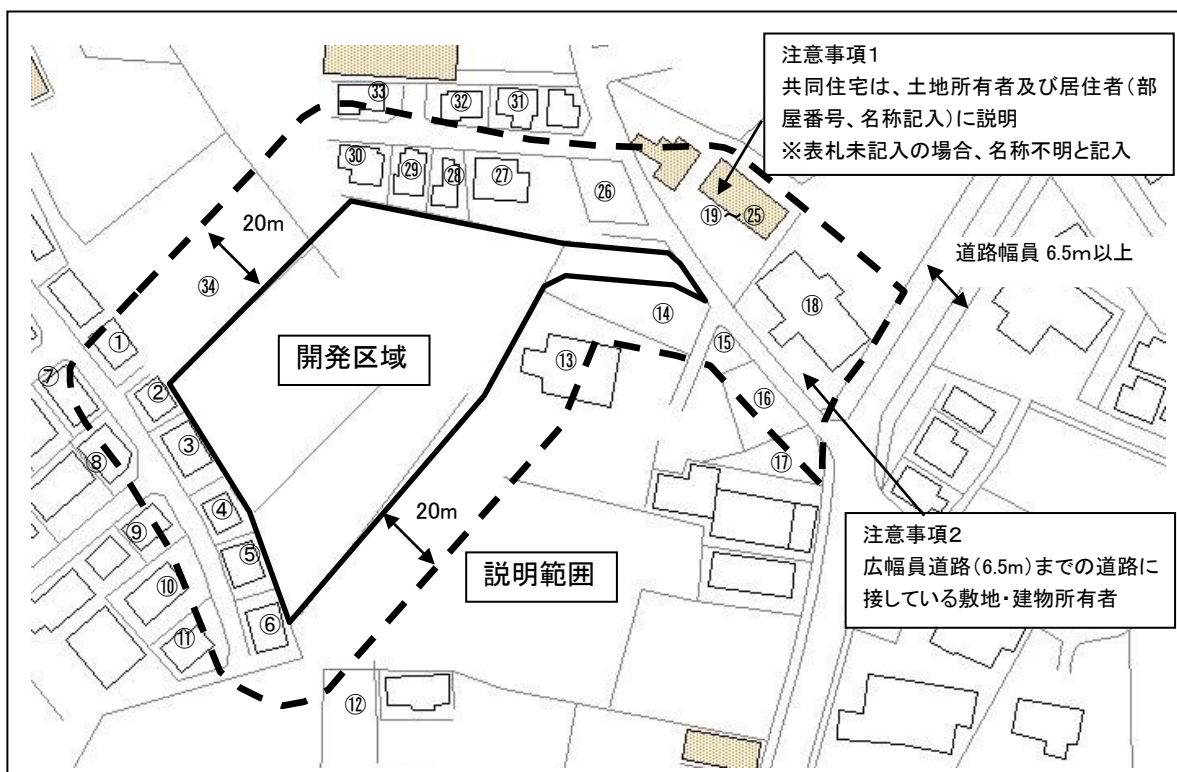 注意事項1
共同住宅は、土地所有者及び居住者(部
屋番号、名称記入)に説明
※表札未記入の場合、名称不明と記入
㉝
㉜
㉛
㉚
㉙
㉘
㉗
㉖
⑲~㉕
20m
道路幅員 6.5m以上
㉞
⑱
⑭
⑮
①
開発区域
⑬
⑦
②
⑯
③
⑧
⑰
④
20m
⑨
⑤
説明範囲
注意事項2
広幅員道路(6.5m)までの道路に
接している敷地・建物所有者
⑩
⑥
⑪
⑫